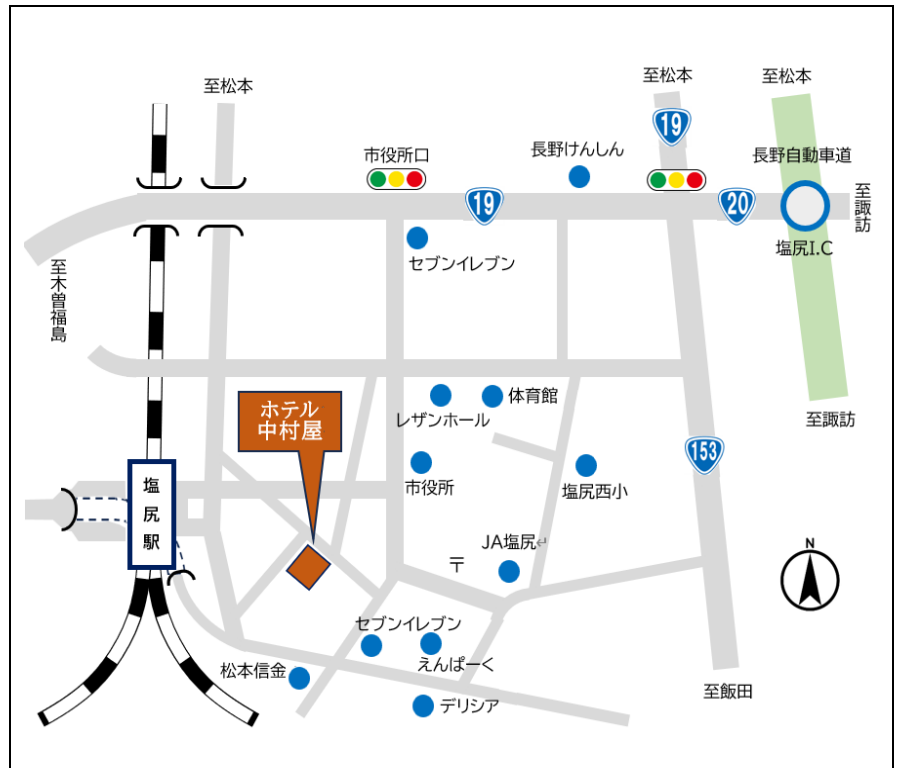 至松本
至松本
至松本
19
市役所口
長野けんしん
長野自動車道
19
20
至諏訪
塩尻I.C
セブンイレブン
至木曽福島
ホテル
中村屋
レザンホール
体育館
至諏訪
153
塩尻駅
市役所
塩尻西小
〒
JA塩尻↵
N
セブンイレブン
えんぱーく
松本信金
デリシア
至飯田